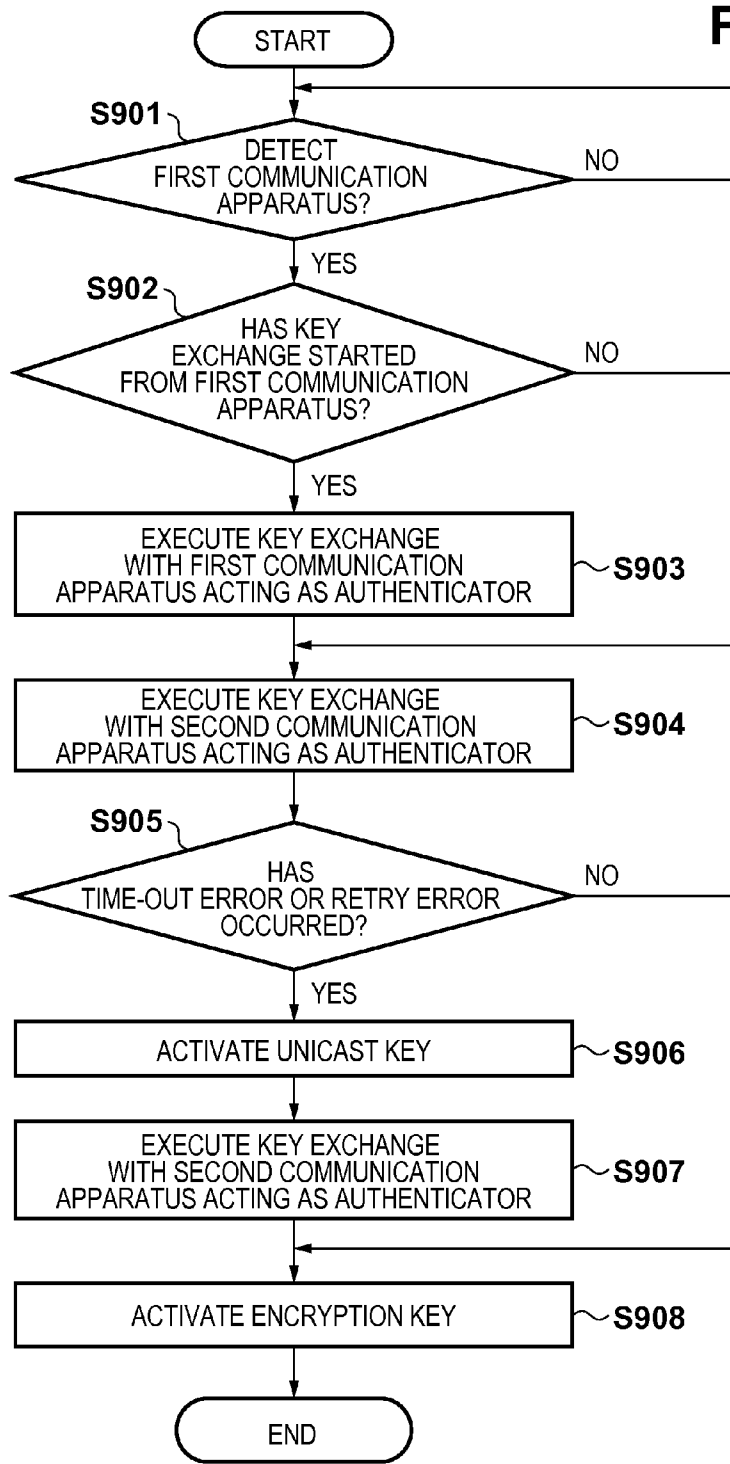 F
START
S901
DETECT
FIRST COMMUNICATION
APPARATUS?
NO
YES
S902
HAS KEY
EXCHANGE STARTED
FROM FIRST COMMUNICATION
APPARATUS?
NO
YES
EXECUTE KEY EXCHANGE
WITH FIRST COMMUNICATION
APPARATUS ACTING AS AUTHENTICATOR
S903
EXECUTE KEY EXCHANGE
WITH SECOND COMMUNICATION
APPARATUS ACTING AS AUTHENTICATOR
S904
S905
HAS
TIME-OUT ERROR OR RETRY ERROR
OCCURRED?
NO
YES
ACTIVATE UNICAST KEY
S906
EXECUTE KEY EXCHANGE
WITH SECOND COMMUNICATION
APPARATUS ACTING AS AUTHENTICATOR
S907
ACTIVATE ENCRYPTION KEY
S908
END